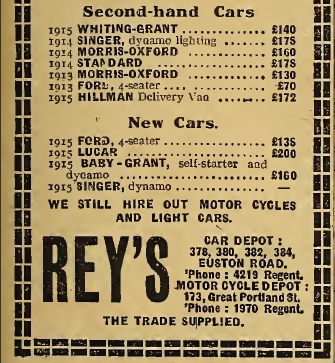 Second-hand Cars
1915 WHITING-GRANT ........ £140
1914 SINGER, dynamo lighting ...... £175
1914 MORRIS-OXFORD ........ £160
1914 STANDARD ........ £175
1913 MORRIS-OXFORD ........ £130
1913 FORD, 4-seater .... ..... £70
1915 HILLMAN Delivery Van ........ £172
New Cars.
1915 FORD, 4-seater ............ £135
1915 LUCAR ............ £200
1915 BABY-GRANT, self-starter and
dynamo ............ £180
1915 SINGER, dynamo ............ —
WE STILL HIRE OUT MOTOR CYCLES
AND LIGHT CARS.
REY'S
CAR DEPOT:
378, 380, 382, 384,
EUSTON ROAD,
'Phone: 4219 Regent.
MOTOR CYCLE DEPOT:
173, Great Portland St,
'Phone: 1970 Regent.
THE TRADE SUPPLIED.